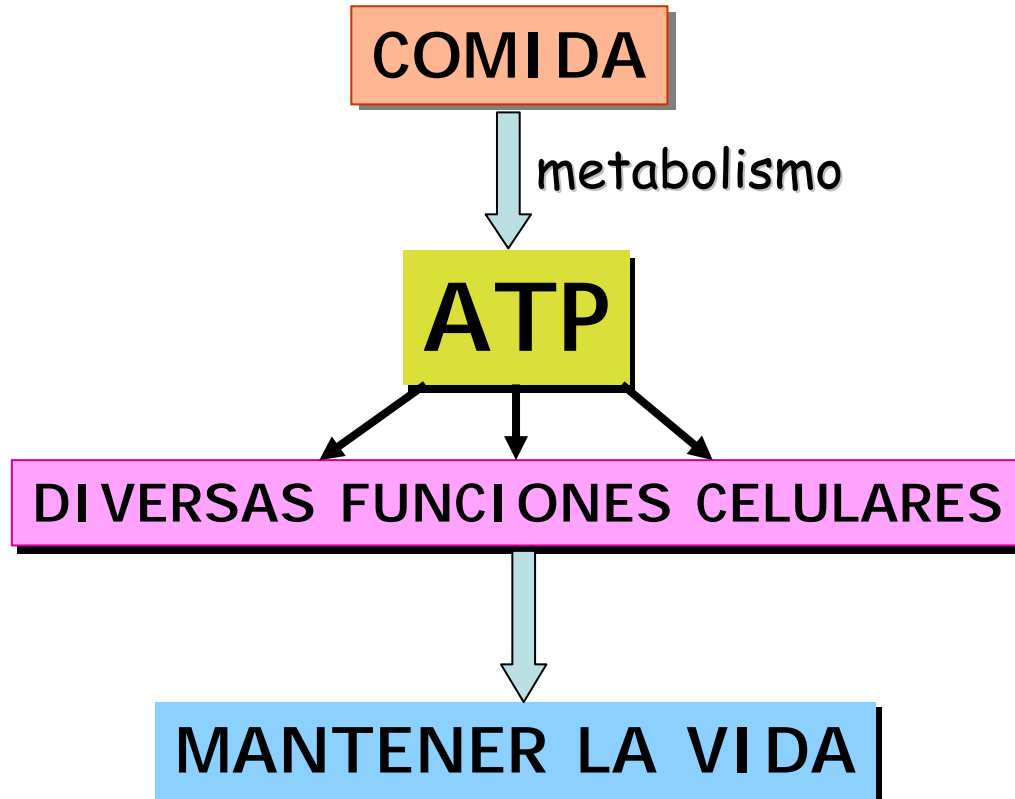 COMIDA
metabolismo
ATP
DIVERSAS FUNCIONES CELULARES
MANTENER LA VIDA